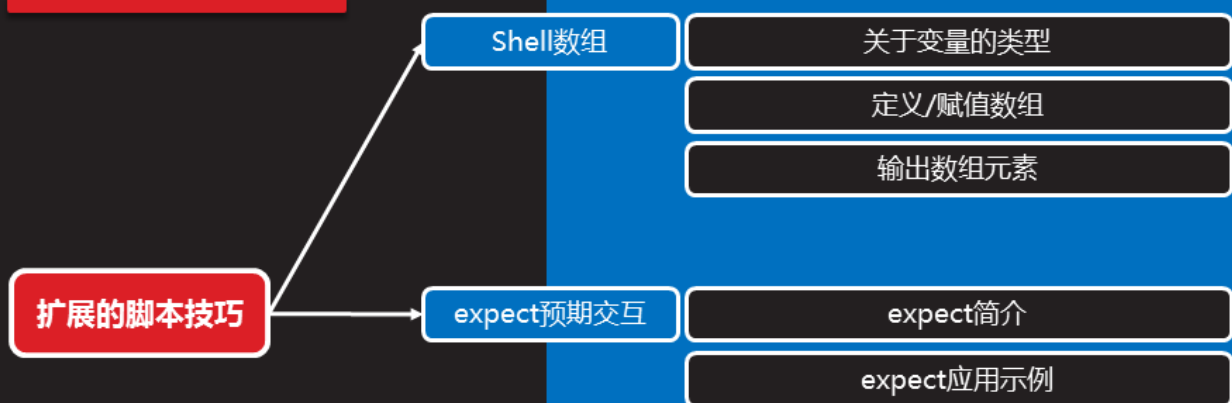 Shell数组
关于变量的类型
定义/赋值数组
输出数组元素
扩展的脚本技巧
expect预期交互
expect简介
expect应用示例